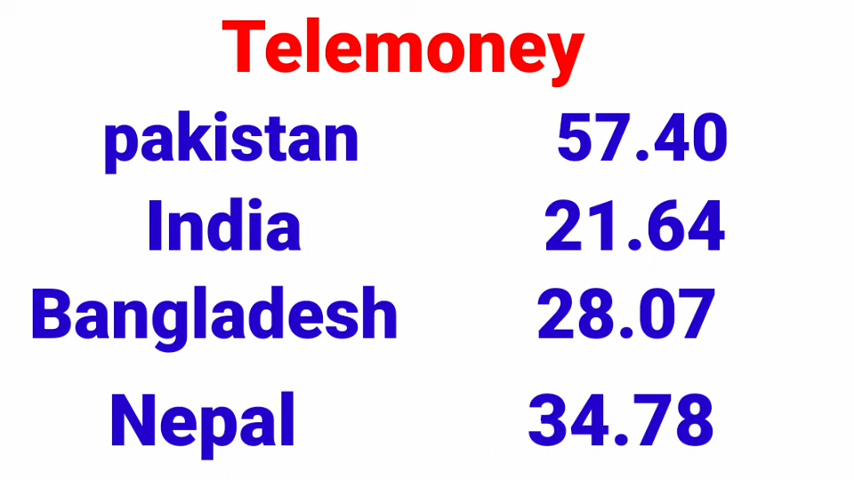 Telemoney
pakistan 57.40
India 21.64
Bangladesh 28.07
Nepal 34.78